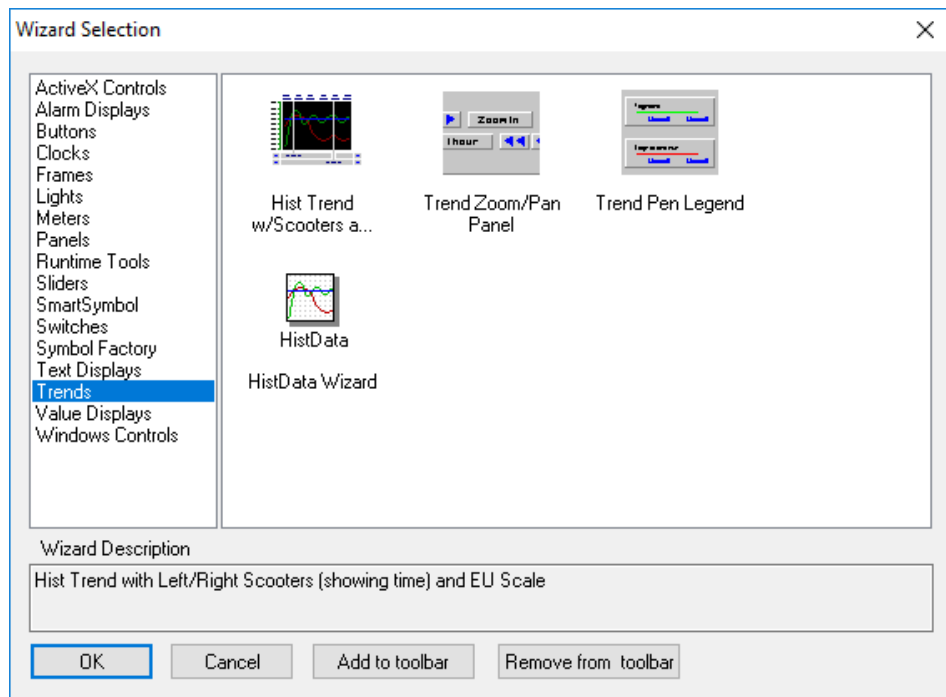 Wizard Selection
ActiveX Controls
Alarm Displays
Buttons
Clocks
Frames
Lights
Meters
Panels
Runtime Tools
Sliders
SmartSymbol
Switches
Symbol Factory
Text Displays
Trends
Value Displays
Windows Controls
Hist Trend
w/Scooters a...
Zoom In
1 hour
Trend Zoom/Pan
Panel
Trend Pen Legend
HistData
HistData Wizard
Wizard Description
Hist Trend with Left/Right Scooters (showing time) and EU Scale
OK
Cancel
Add to toolbar
Remove from toolbar